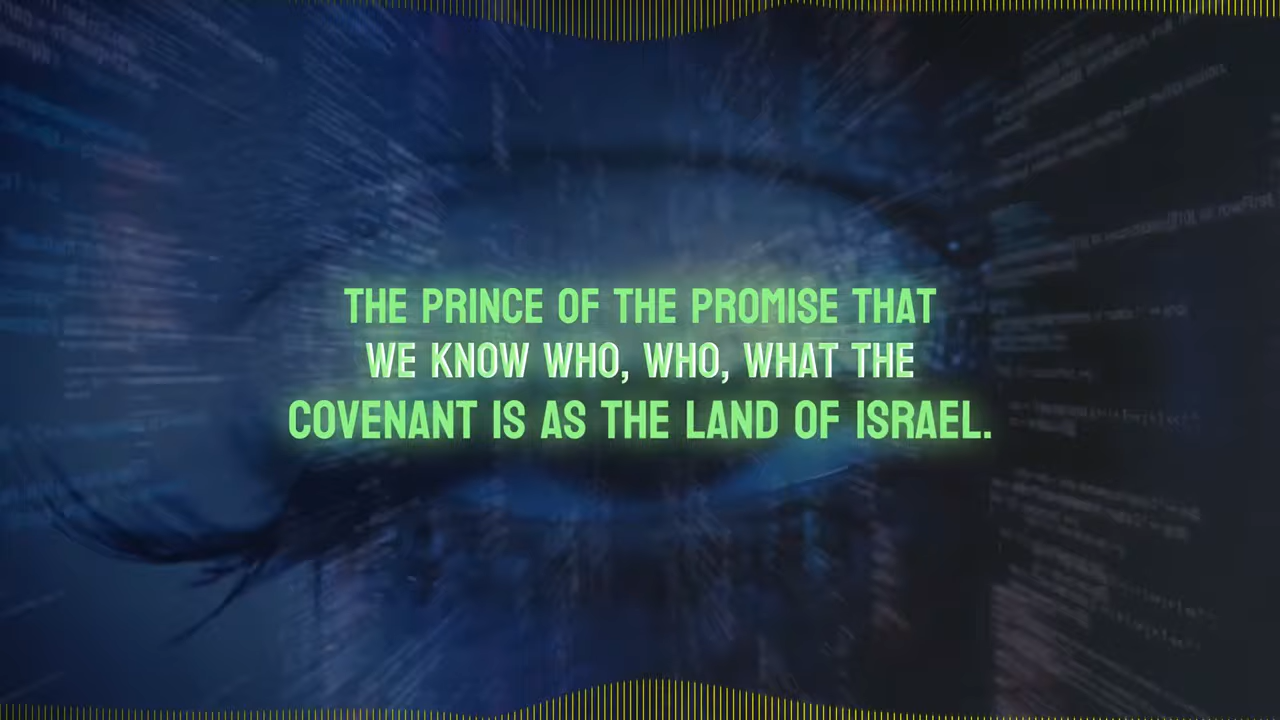 THE PRINCE OF THE PROMISE THAT
WE KNOW WHO, WHO, WHAT THE
COVENANT IS AS THE LAND OF ISRAEL.